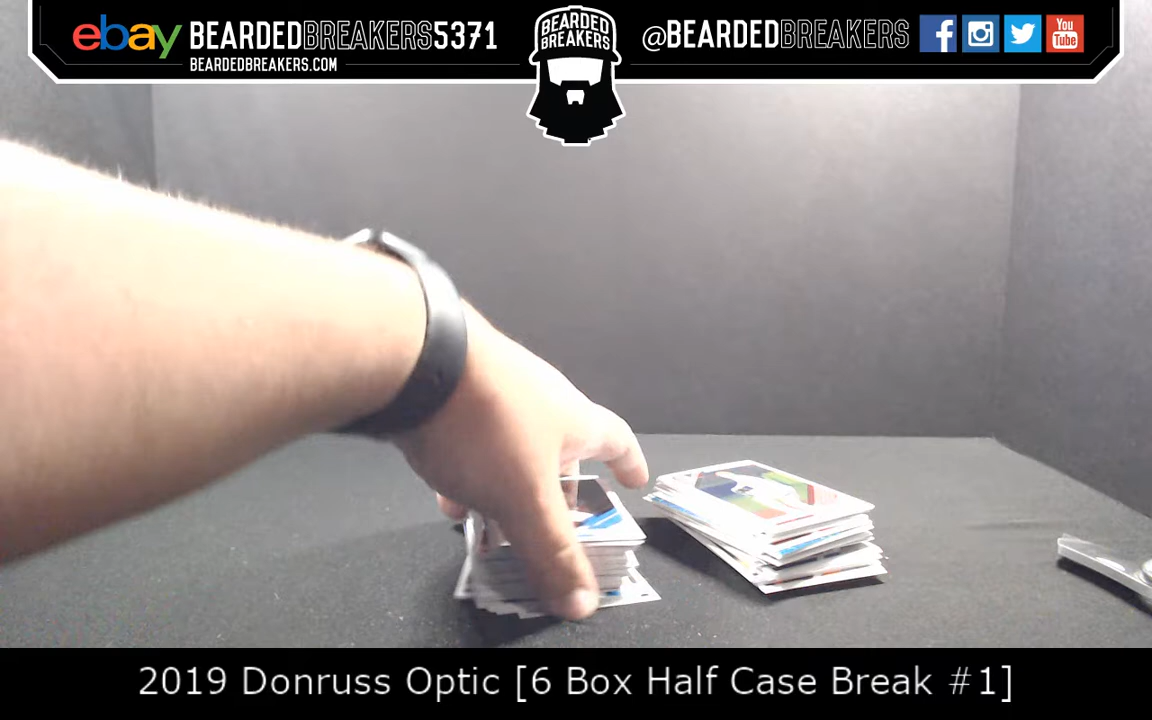 ebay BEARDEDBREAKERS5371
BEARDEDBREAKERS.COM
BEARDED
BREAKERS
@BEARDEDBREAKERS
You
Tube
2019 Donruss Optic [6 Box Half Case Break #1]